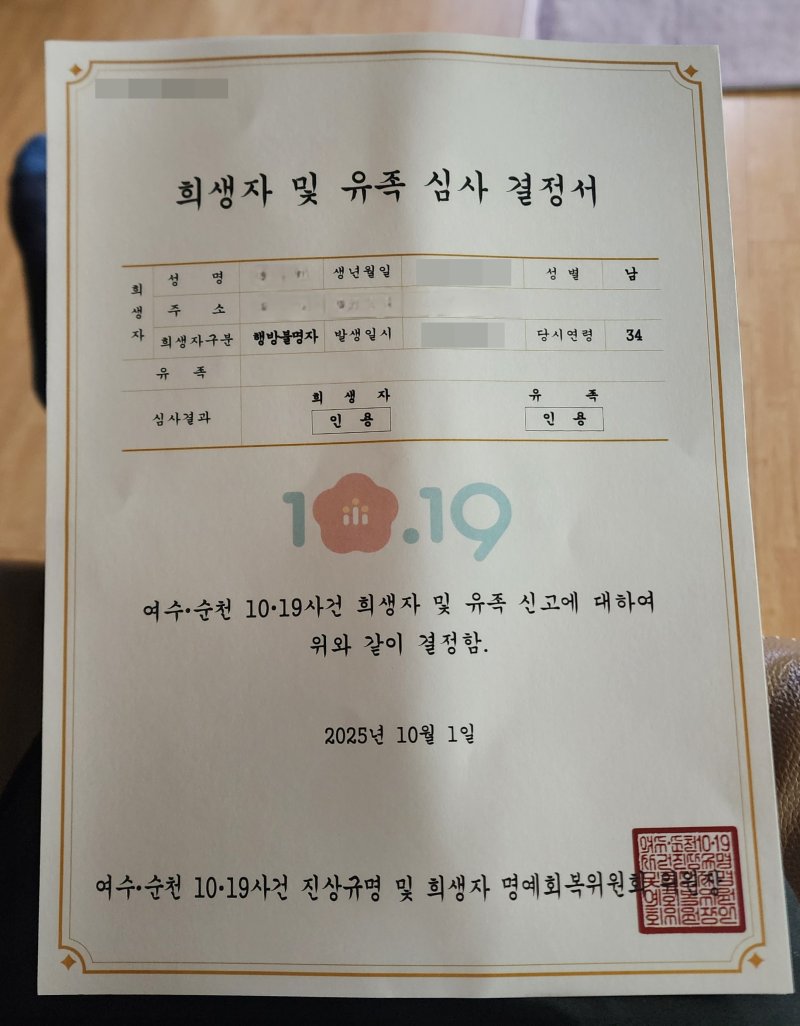 희생자 및 유족 심사 결정서
희생자
성 명 생년월일 성별 남
주 소
희생자구분 행방불명자 발생일시 당시연령 34
유 족
심사결과 희 생 자 유 족
인 용 인 용
10.19
여수·순천 10·19사건 희생자 및 유족 신고에 대하여
위와 같이 결정함.
2025년 10월 1일
여수·순천 10·19사건 진상규명 및 희생자 명예회복위원회 위원장